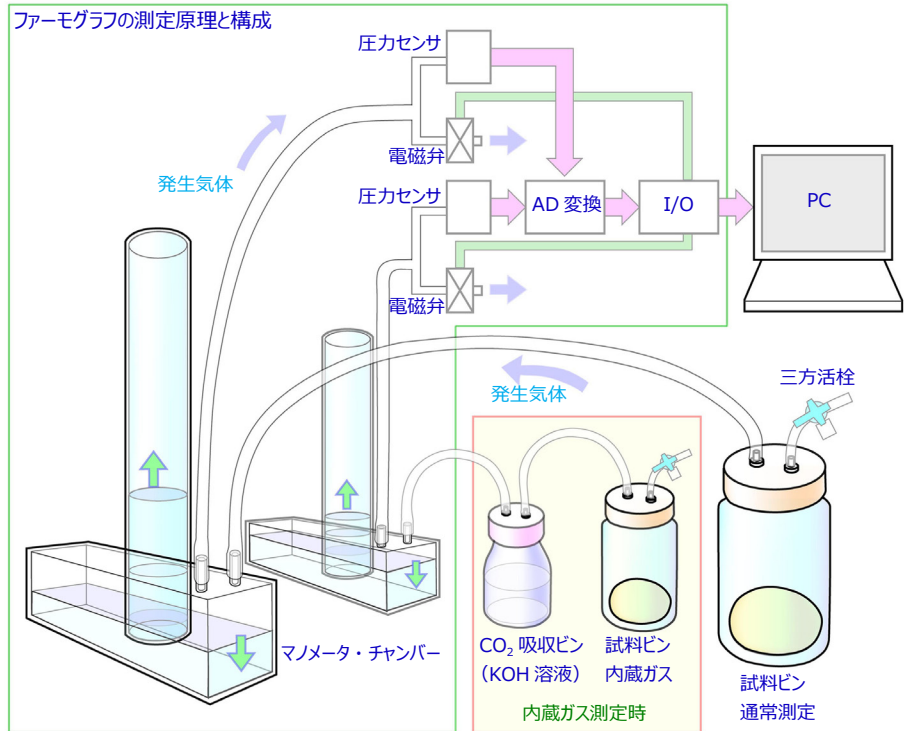 ファーモグラフの測定原理と構成
圧力センサ
電磁弁
発生気体
圧力センサ
AD 変換
I/O
PC
電磁弁
発生気体
三方活栓
マノメータ・チャンバー
CO₂ 吸収ビン
（KOH 溶液）
試料ビン
内蔵ガス
内蔵ガス測定時
試料ビン
通常測定